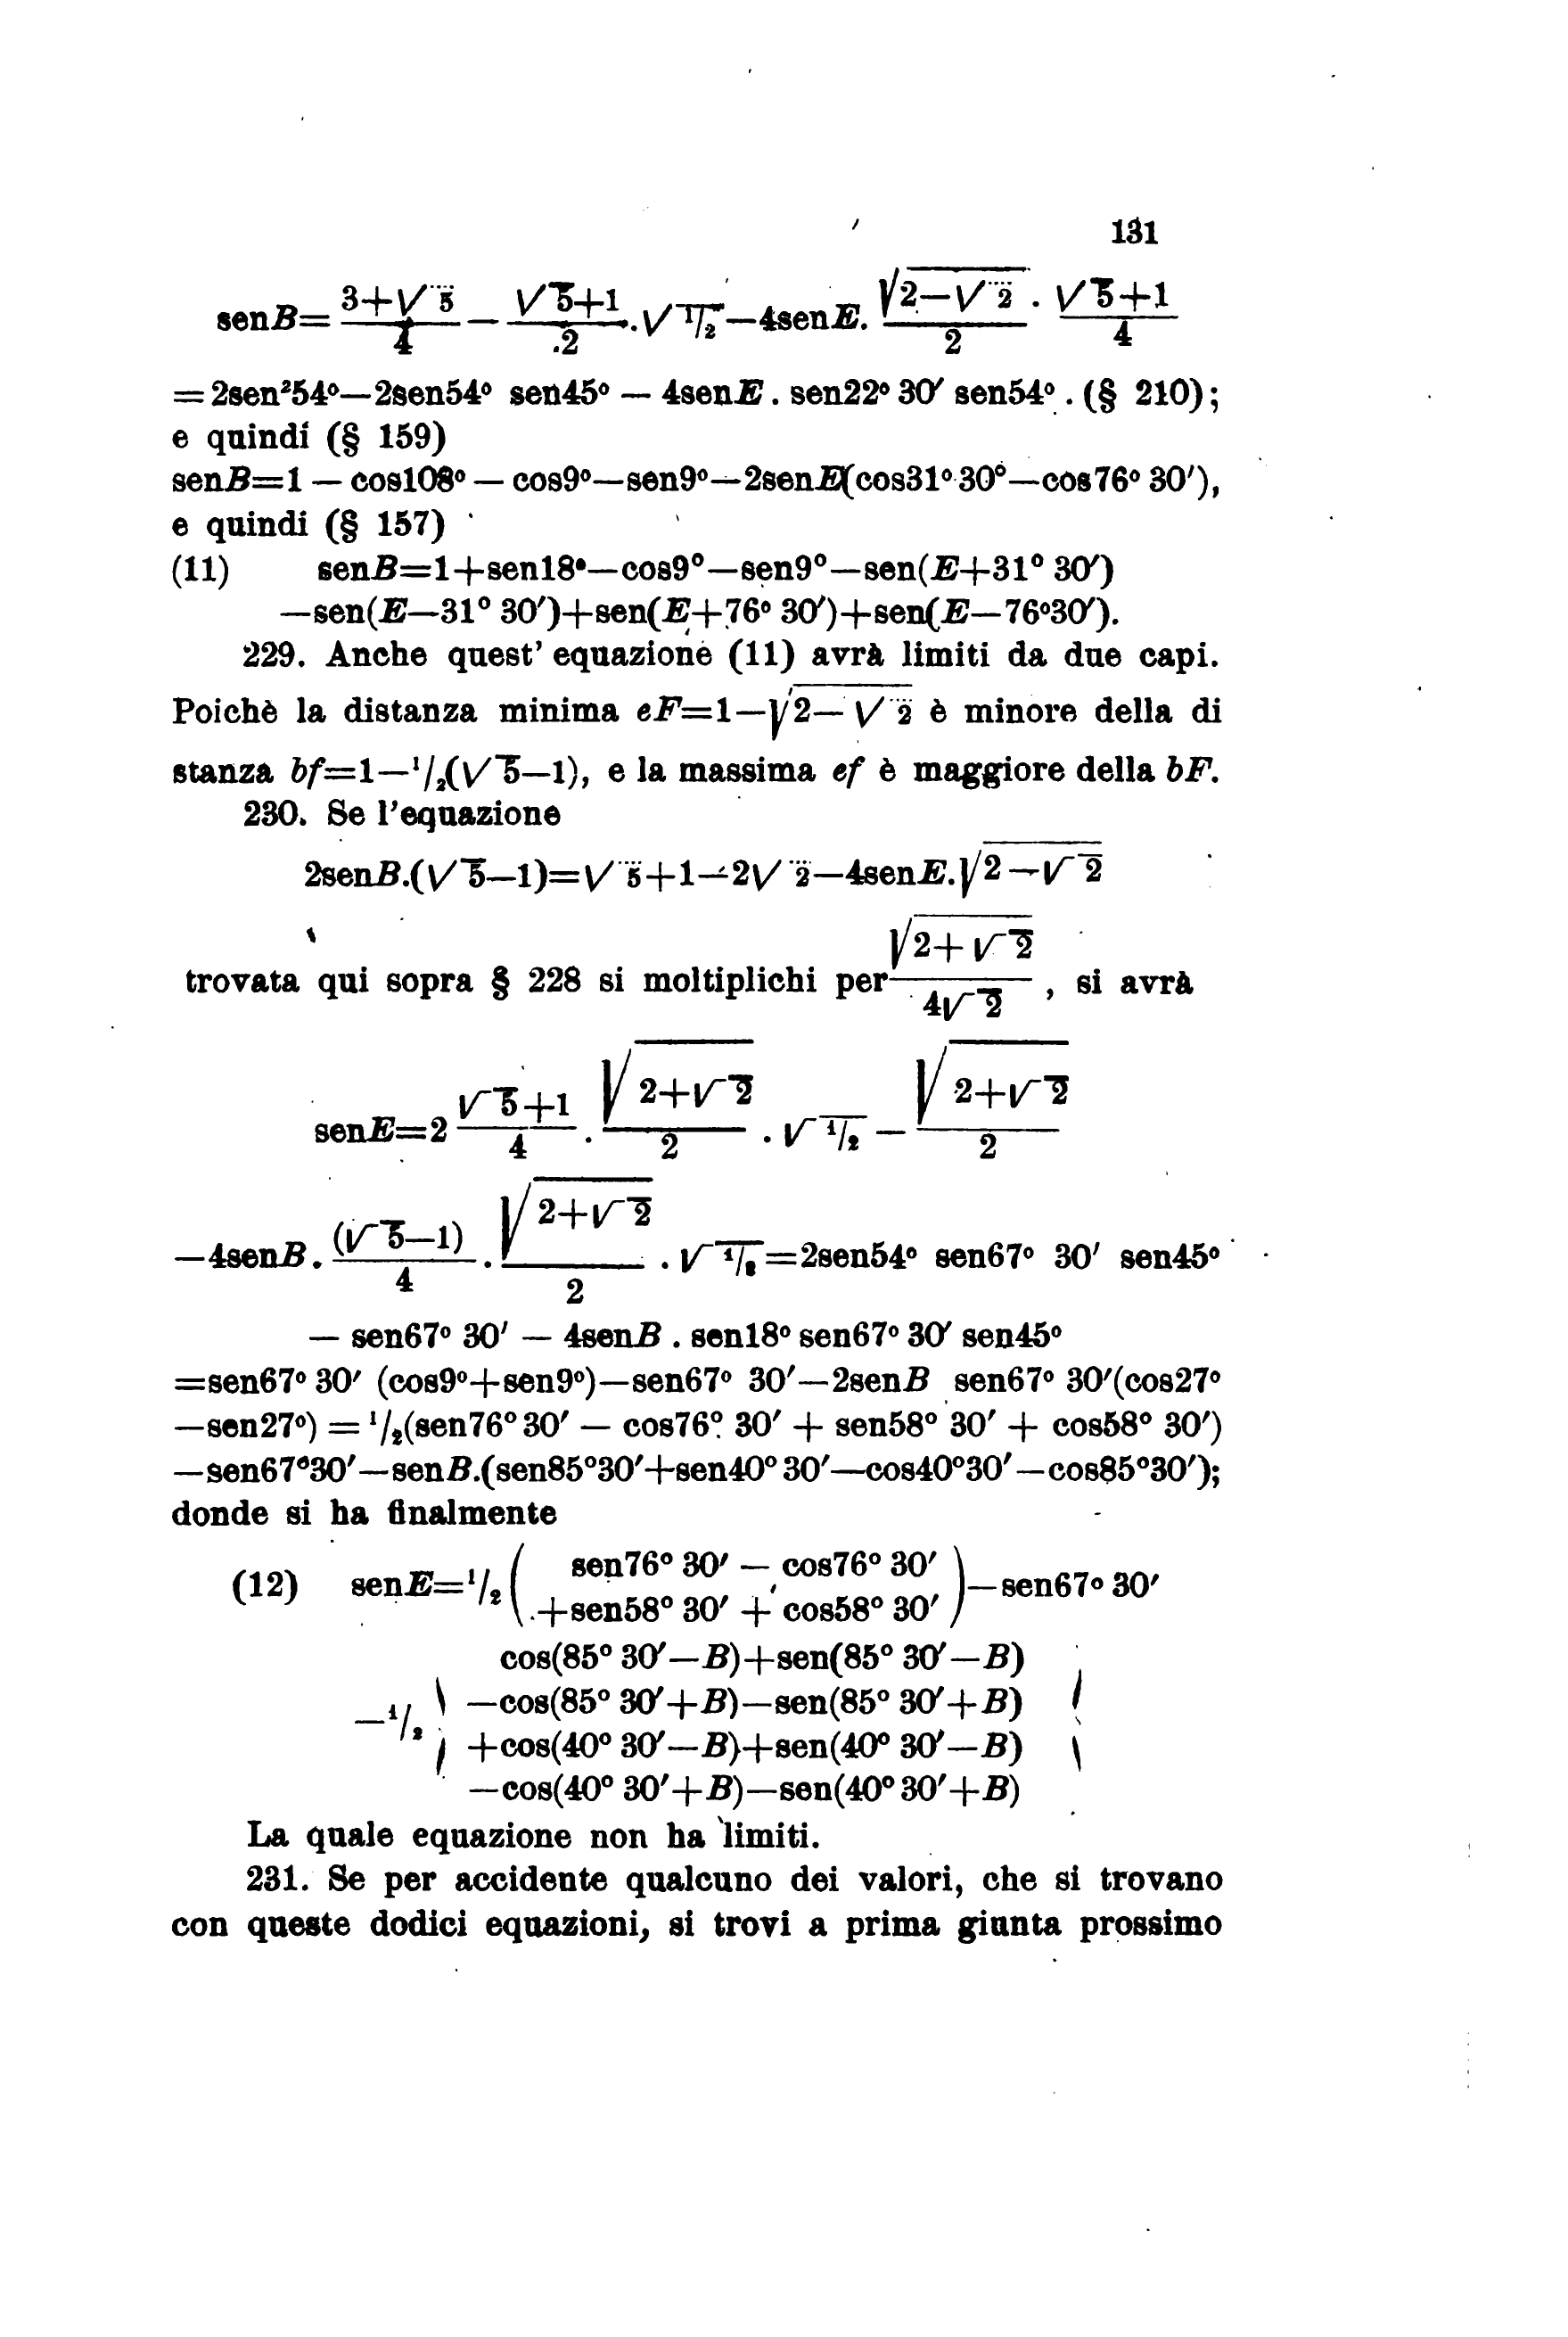 131
senB= (3+√5)/4 − (√5+1)/2 . √1/2 −4senE. √(2−√2)/2 . (√5+1)/4
=2sen²54°—2sen54° sen45° — 4senE . sen22° 30′ sen54° . (§ 210);
e quindi (§ 159)
senB=1 — cos108° — cos9°—sen9°—2senE(cos31° 30°—cos76° 30′),
e quindi (§ 157)
(11) senB=1+sen18°—cos9°—sen9°—sen(E+31° 30′)
—sen(E—31° 30′)+sen(E+76° 30′)+sen(E—76°30′).
229. Anche quest' equazione (11) avrà limiti da due capi.
Poichè la distanza minima eF=1—√(2—√2) è minore della di
stanza bf=1—1/2(√5—1), e la massima ef è maggiore della bF.
230. Se l'equazione
2senB.(√5—1)=√5+1—2√2—4senE.√(2—√2)
trovata qui sopra § 228 si moltiplichi per √(2+√2)/4√2 , si avrà
senE=2 (√5+1)/4 . √(2+√2)/2 . √1/2 — √(2+√2)/2
—4senB . (√5—1)/4 . √(2+√2)/2 . √1/2 =2sen54° sen67° 30′ sen45°
— sen67° 30′ — 4senB . sen18° sen67° 30′ sen45°
=sen67° 30′ (cos9°+sen9°)—sen67° 30′—2senB sen67° 30′(cos27°
—sen27°) = 1/2(sen76° 30′ — cos76° 30′ + sen58° 30′ + cos58° 30′)
—sen67°30′—senB.(sen85°30′+sen40° 30′—cos40°30′—cos85°30′);
donde si ha finalmente
(12) senE=1/2 ( sen76° 30′ — cos76° 30′
+sen58° 30′ + cos58° 30′ )—sen67° 30′
cos(85° 30′—B)+sen(85° 30′—B)
—1/2 { —cos(85° 30′+B)—sen(85° 30′+B) }
+cos(40° 30′—B)+sen(40° 30′—B)
—cos(40° 30′+B)—sen(40° 30′+B)
La quale equazione non ha limiti.
231. Se per accidente qualcuno dei valori, che si trovano
con queste dodici equazioni, si trovi a prima giunta prossimo